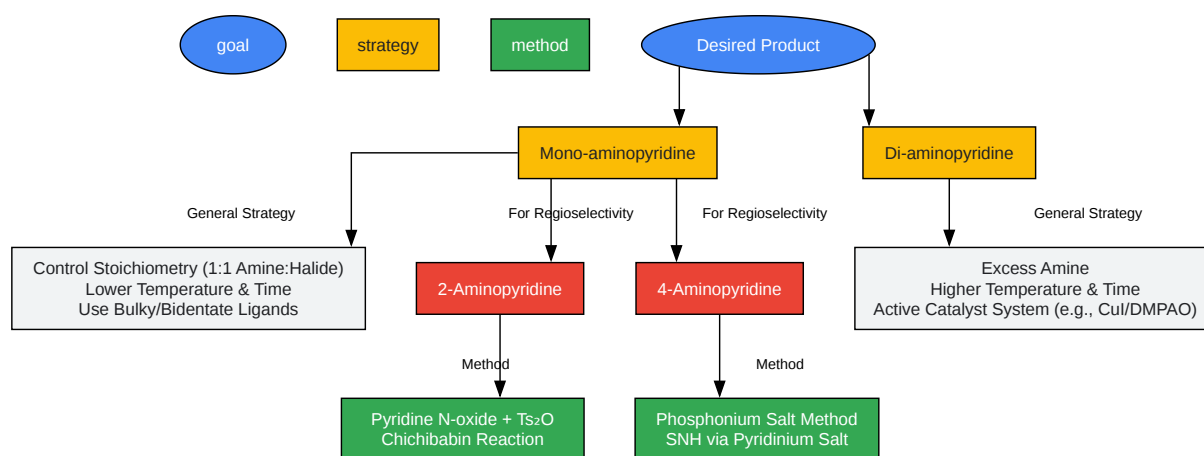 goal
strategy
method
Desired Product
Mono-aminopyridine
Di-aminopyridine
General Strategy
For Regioselectivity
For Regioselectivity
General Strategy
Control Stoichiometry (1:1 Amine:Halide)
Lower Temperature & Time
Use Bulky/Bidentate Ligands
2-Aminopyridine
4-Aminopyridine
Excess Amine
Higher Temperature & Time
Active Catalyst System (e.g., CuI/DMPAO)
Method
Method
Pyridine N-oxide + Ts₂O
Chichibabin Reaction
Phosphonium Salt Method
SNH via Pyridinium Salt